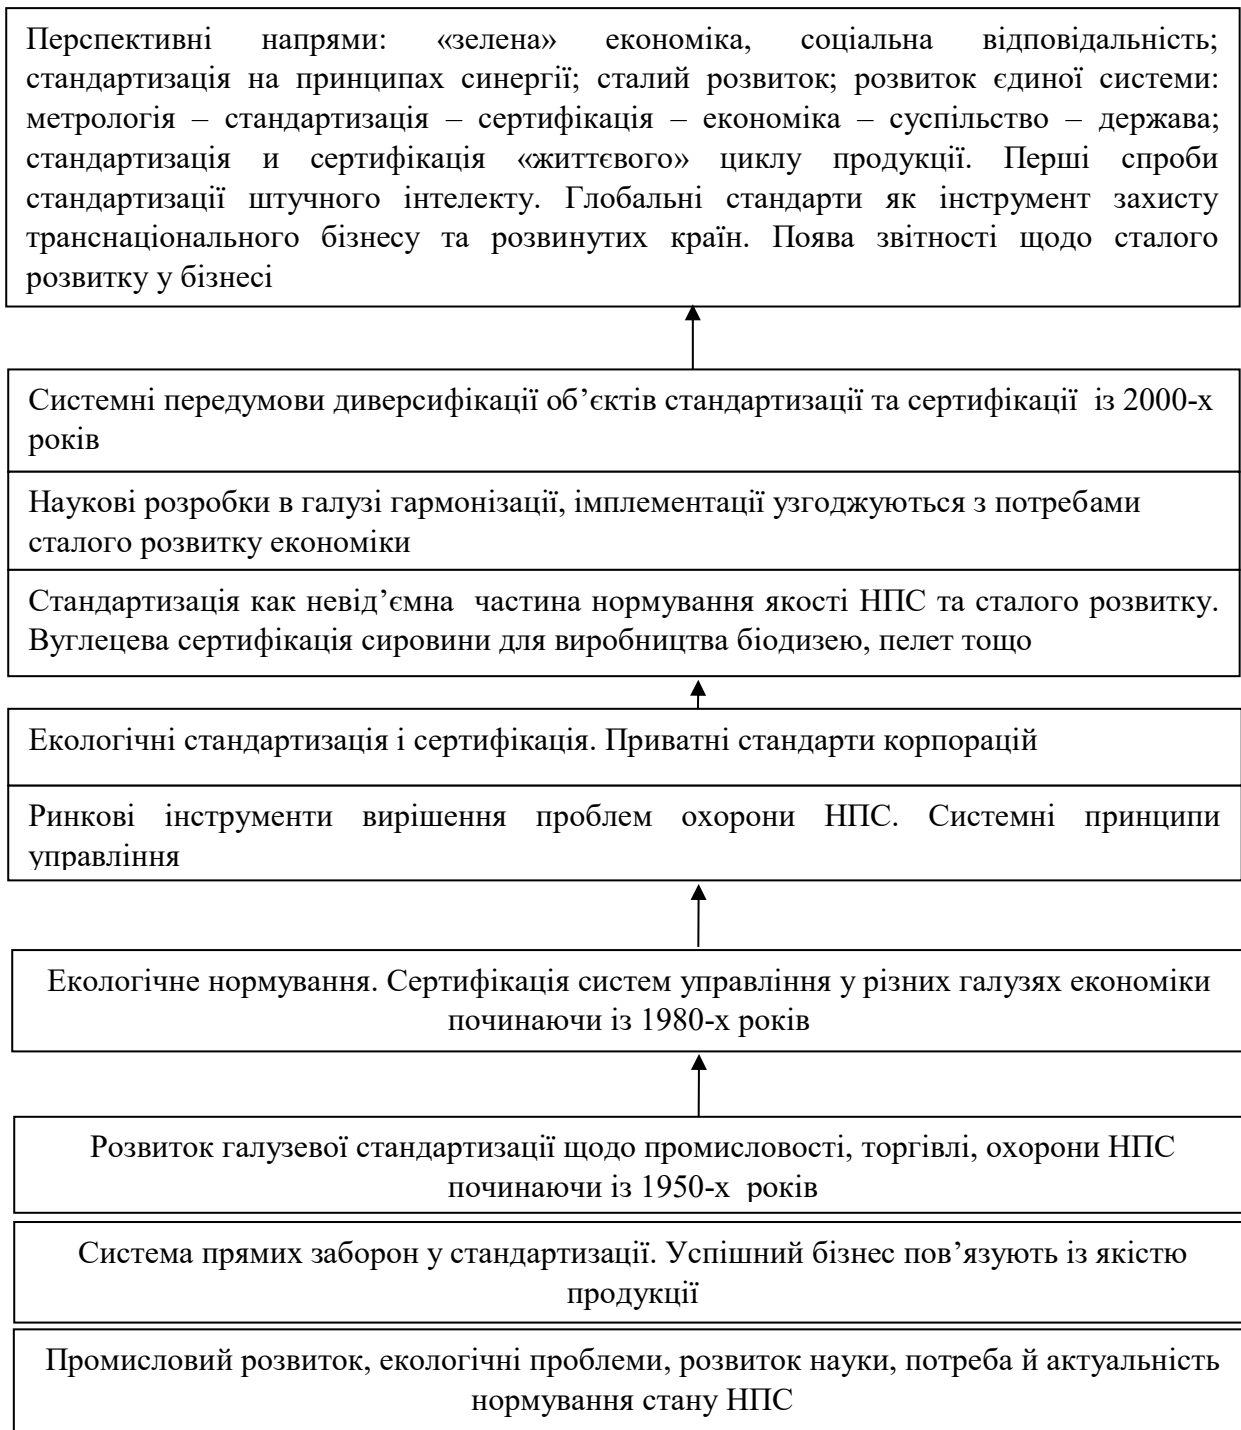 Перспективні напрями: «зелена» економіка, соціальна відповідальність;
стандартизація на принципах синергії; сталий розвиток; розвиток єдиної системи:
метрологія – стандартизація – сертифікація – економіка – суспільство – держава;
стандартизація и сертифікація «життєвого» циклу продукції. Перші спроби
стандартизації штучного інтелекту. Глобальні стандарти як інструмент захисту
транснаціонального бізнесу та розвинутих країн. Поява звітності щодо сталого
розвитку у бізнесі
Системні передумови диверсифікації об’єктів стандартизації та сертифікації із 2000-х
років
Наукові розробки в галузі гармонізації, імплементації узгоджуються з потребами
сталого розвитку економіки
Стандартизація як невід’ємна частина нормування якості НПС та сталого розвитку.
Вуглецева сертифікація сировини для виробництва біодизею, пелет тощо
Екологічні стандартизація і сертифікація. Приватні стандарти корпорацій
Ринкові інструменти вирішення проблем охорони НПС. Системні принципи
управління
Екологічне нормування. Сертифікація систем управління у різних галузях економіки
починаючи із 1980-х років
Розвиток галузевої стандартизації щодо промисловості, торгівлі, охорони НПС
починаючи із 1950-х років
Система прямих заборон у стандартизації. Успішний бізнес пов’язують із якістю
продукції
Промисловий розвиток, екологічні проблеми, розвиток науки, потреба й актуальність
нормування стану НПС